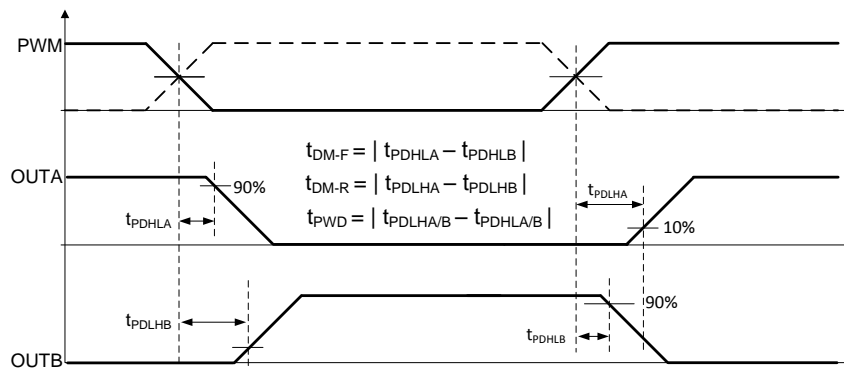 PWM
t_DM-F = | t_PDHLA – t_PDHLB |
OUTA
90%
t_DM-R = | t_PDLHA – t_PDLHB |
t_PDLHA
t_PDHLA
t_PWD = | t_PDLHA/B – t_PDHLA/B |
10%
90%
t_PDLHB
t_PDHLB
OUTB